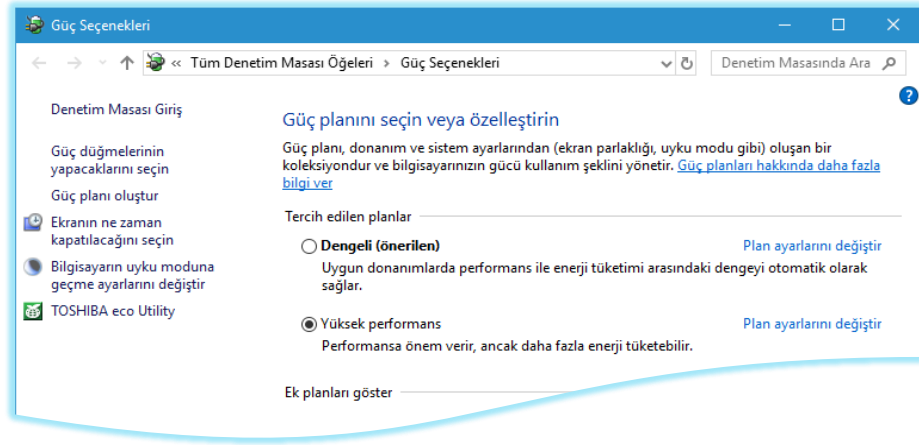 Güç Seçenekleri
« Tüm Denetim Masası Öğeleri › Güç Seçenekleri
Denetim Masasında Ara
Denetim Masası Giriş
Güç düğmelerinin
yapacaklarını seçin
Güç planı oluştur
Ekranın ne zaman
kapatılacağını seçin
Bilgisayarın uyku moduna
geçme ayarlarını değiştir
TOSHIBA eco Utility
Güç planını seçin veya özelleştirin
Güç planı, donanım ve sistem ayarlarından (ekran parlaklığı, uyku modu gibi) oluşan bir
koleksiyondur ve bilgisayarınızın gücü kullanım şeklini yönetir. Güç planları hakkında daha fazla
bilgi ver
Tercih edilen planlar
Dengeli (önerilen) Plan ayarlarını değiştir
Uygun donanımlarda performans ile enerji tüketimi arasındaki dengeyi otomatik olarak
sağlar.
Yüksek performans Plan ayarlarını değiştir
Performansa önem verir, ancak daha fazla enerji tüketebilir.
Ek planları göster